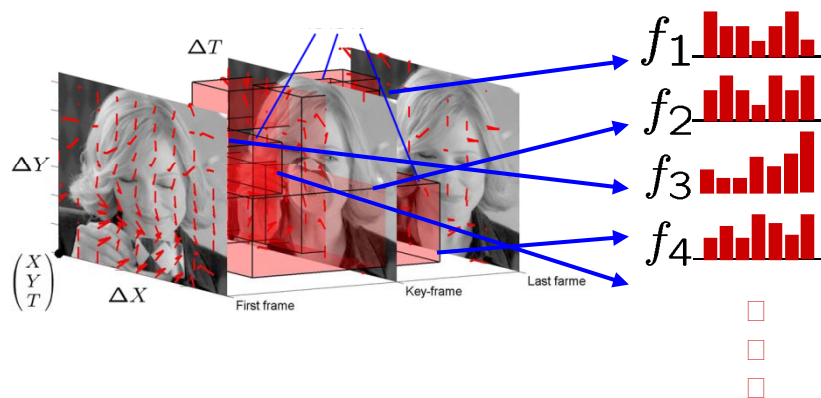 ΔT
ΔY
ΔX
(X
Y
T)
First frame
Key-frame
Last farme
f1
f2
f3
f4